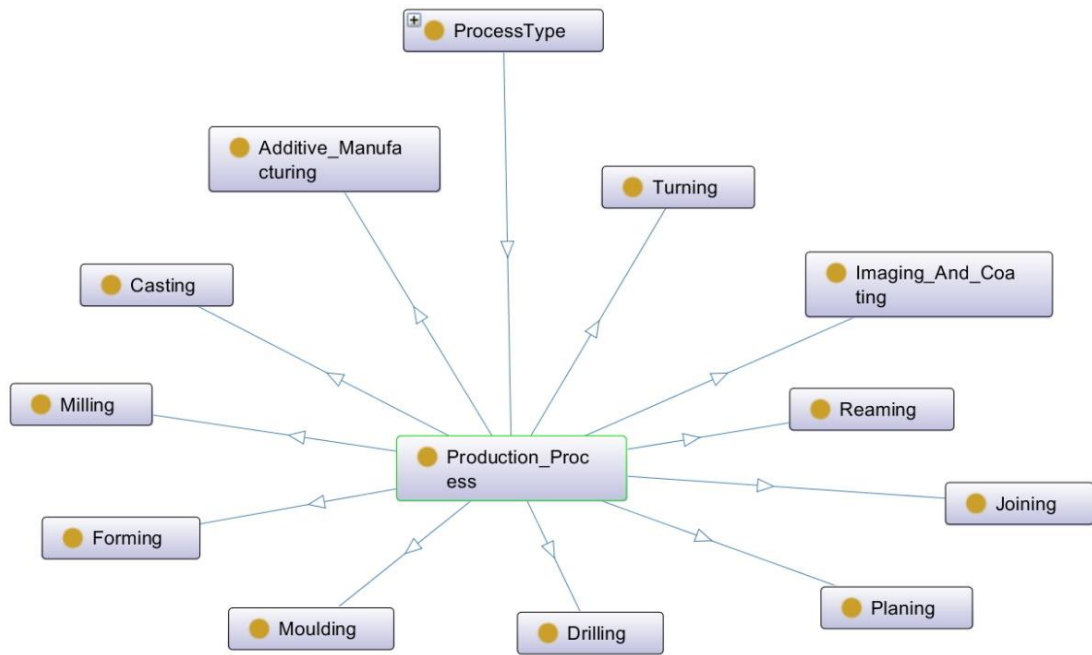 ProcessType
Additive_Manufa
cturing
Turning
Imaging_And_Coa
ting
Casting
Milling
Reaming
Production_Proc
ess
Joining
Forming
Planing
Moulding
Drilling